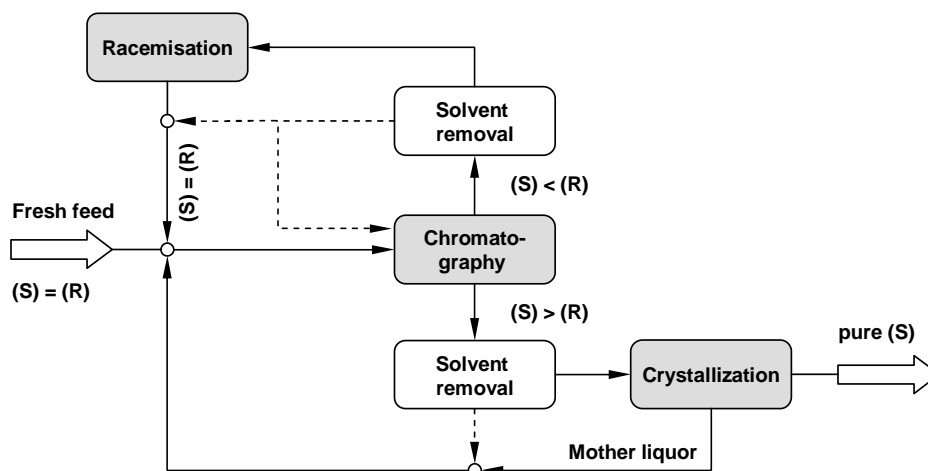 Racemisation
Solvent
removal
(S) = (R)
(S) < (R)
Fresh feed
Chromato-
graphy
(S) = (R)
(S) > (R)
pure (S)
Solvent
removal
Crystallization
Mother liquor